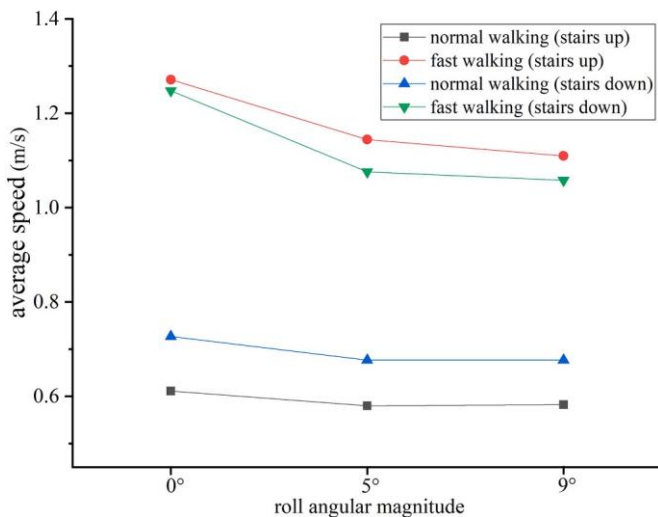 1.4
1.2
1.0
0.8
0.6
average speed (m/s)
normal walking (stairs up)
fast walking (stairs up)
normal walking (stairs down)
fast walking (stairs down)
0° 5° 9°
roll angular magnitude